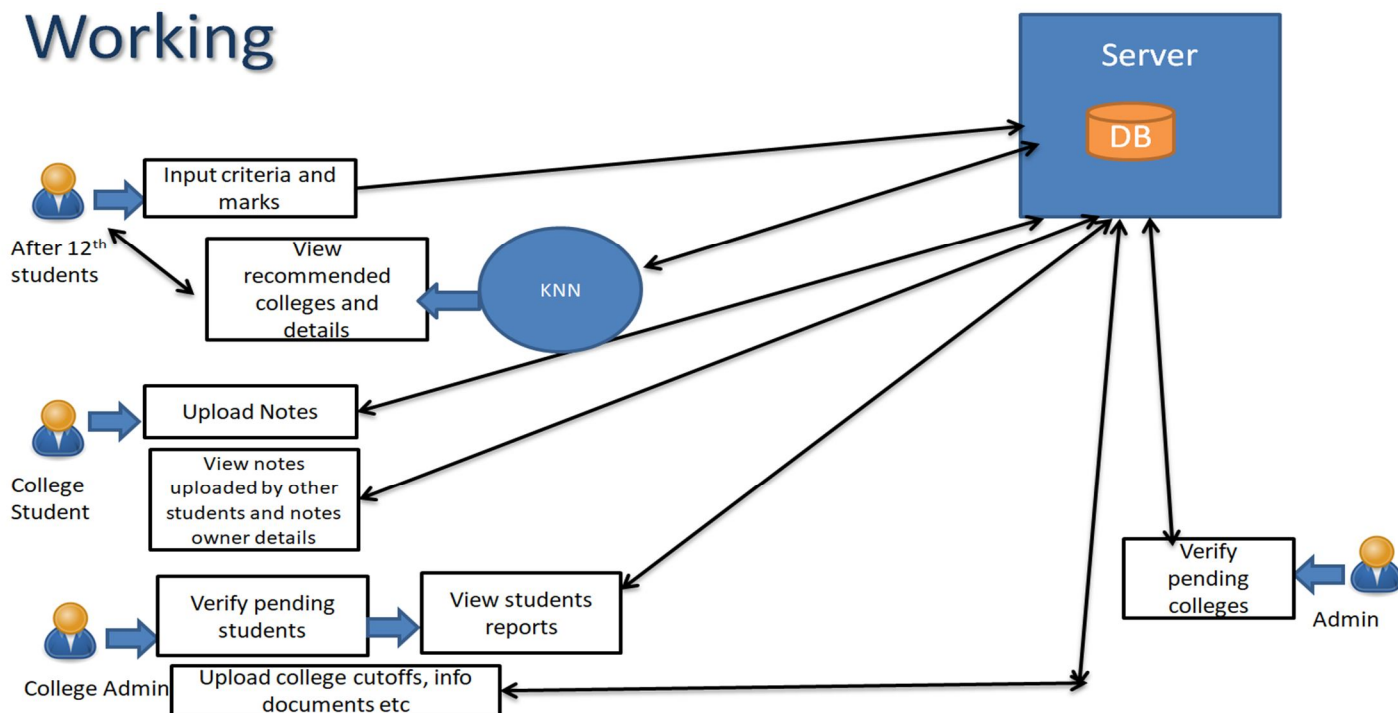 Working
Server
DB
Input criteria and
marks
After 12th
students
View
recommended
colleges and
details
KNN
Upload Notes
College
Student
View notes
uploaded by other
students and notes
owner details
Verify pending
students
View students
reports
College Admin
Upload college cutoffs, info
documents etc
Verify
pending
colleges
Admin